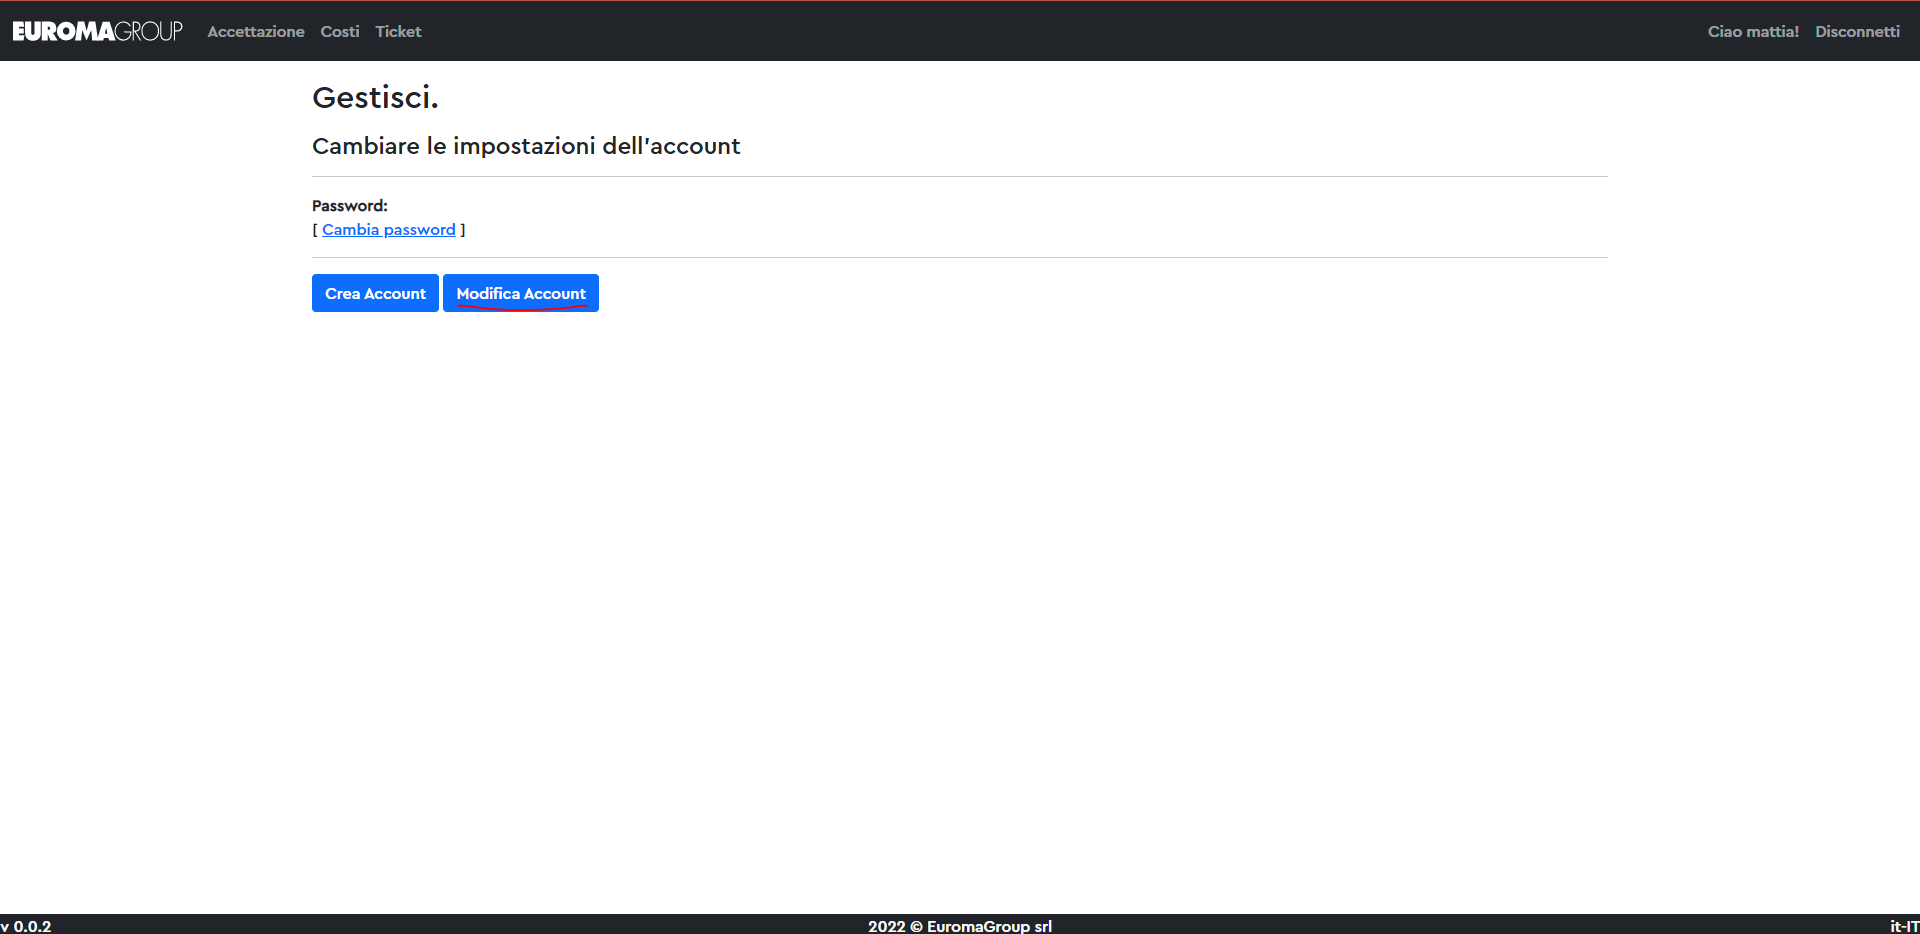 EUROMAGROUP Accettazione Costi Ticket Ciao mattia! Disconnetti
Gestisci.
Cambiare le impostazioni dell'account
Password:
[ Cambia password ]
Crea Account Modifica Account
v 0.0.2 2022 © EuromaGroup srl it-IT